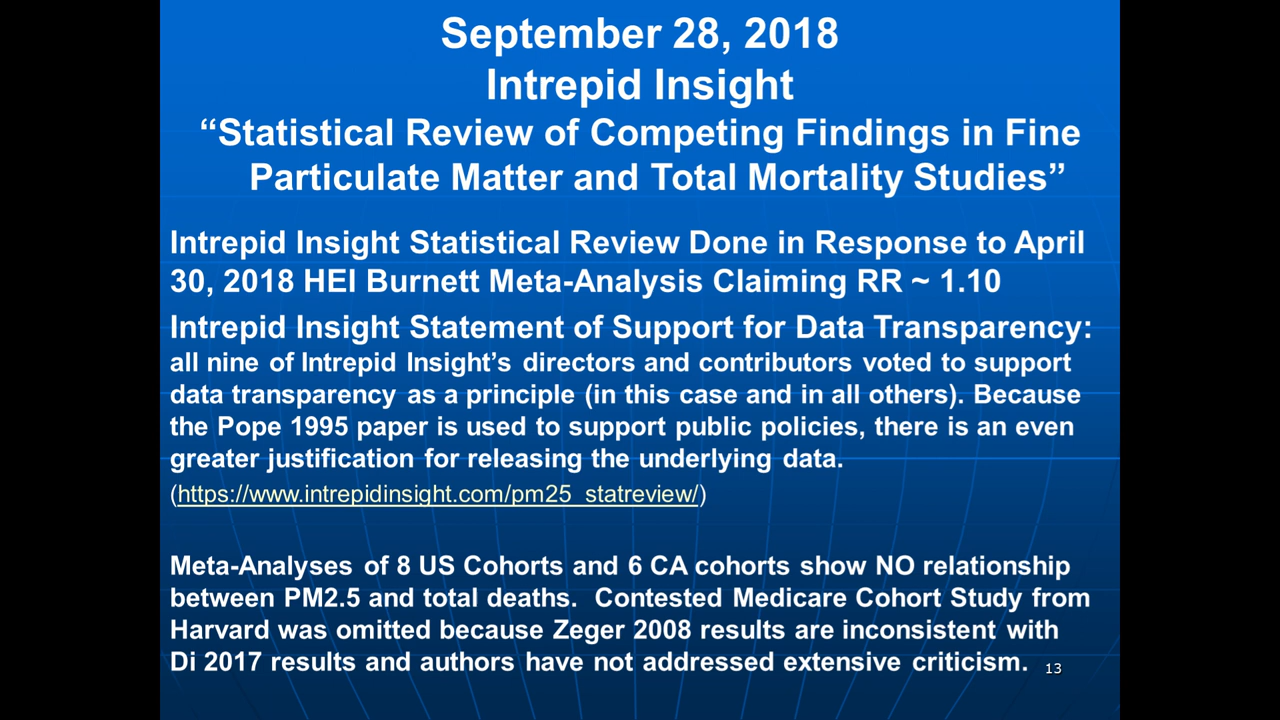 September 28, 2018
Intrepid Insight
“Statistical Review of Competing Findings in Fine
Particulate Matter and Total Mortality Studies”
Intrepid Insight Statistical Review Done in Response to April
30, 2018 HEI Burnett Meta-Analysis Claiming RR ~ 1.10
Intrepid Insight Statement of Support for Data Transparency:
all nine of Intrepid Insight’s directors and contributors voted to support
data transparency as a principle (in this case and in all others). Because
the Pope 1995 paper is used to support public policies, there is an even
greater justification for releasing the underlying data.
(https://www.intrepidinsight.com/pm25_statreview/)
Meta-Analyses of 8 US Cohorts and 6 CA cohorts show NO relationship
between PM2.5 and total deaths.  Contested Medicare Cohort Study from
Harvard was omitted because Zeger 2008 results are inconsistent with
Di 2017 results and authors have not addressed extensive criticism.
13